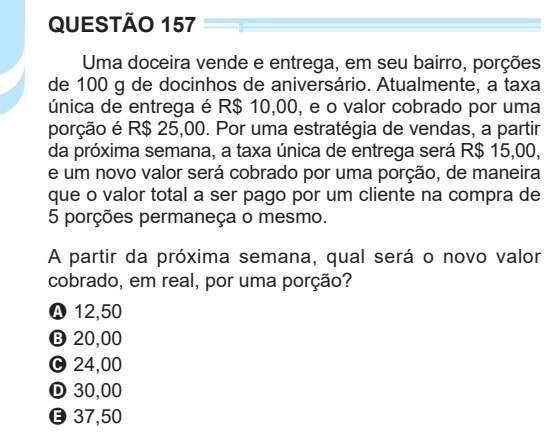 QUESTÃO 157
Uma doceira vende e entrega, em seu bairro, porções
de 100 g de docinhos de aniversário. Atualmente, a taxa
única de entrega é R$ 10,00, e o valor cobrado por uma
porção é R$ 25,00. Por uma estratégia de vendas, a partir
da próxima semana, a taxa única de entrega será R$ 15,00,
e um novo valor será cobrado por uma porção, de maneira
que o valor total a ser pago por um cliente na compra de
5 porções permaneça o mesmo.
A partir da próxima semana, qual será o novo valor
cobrado, em real, por uma porção?
A 12,50
B 20,00
C 24,00
D 30,00
E 37,50